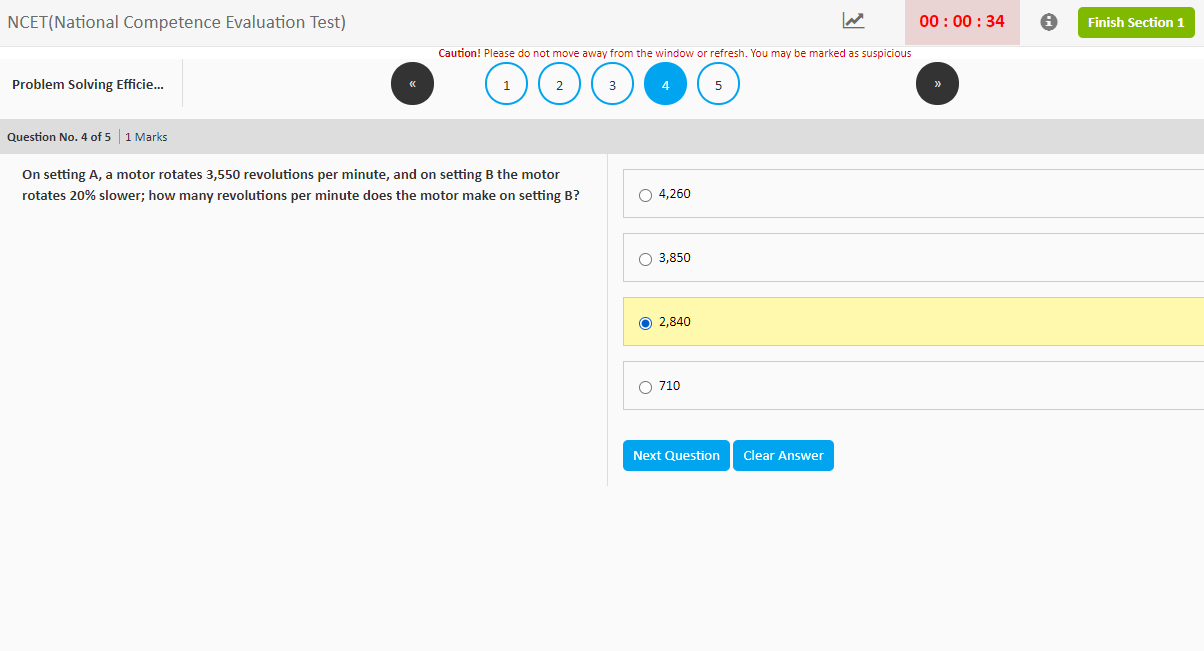 NCET(National Competence Evaluation Test)
00 : 00 : 34
Finish Section 1
Caution! Please do not move away from the window or refresh. You may be marked as suspicious
Problem Solving Efficie...
«
1
2
3
4
5
»
Question No. 4 of 5
1 Marks
On setting A, a motor rotates 3,550 revolutions per minute, and on setting B the motor
rotates 20% slower; how many revolutions per minute does the motor make on setting B?
4,260
3,850
2,840
710
Next Question
Clear Answer